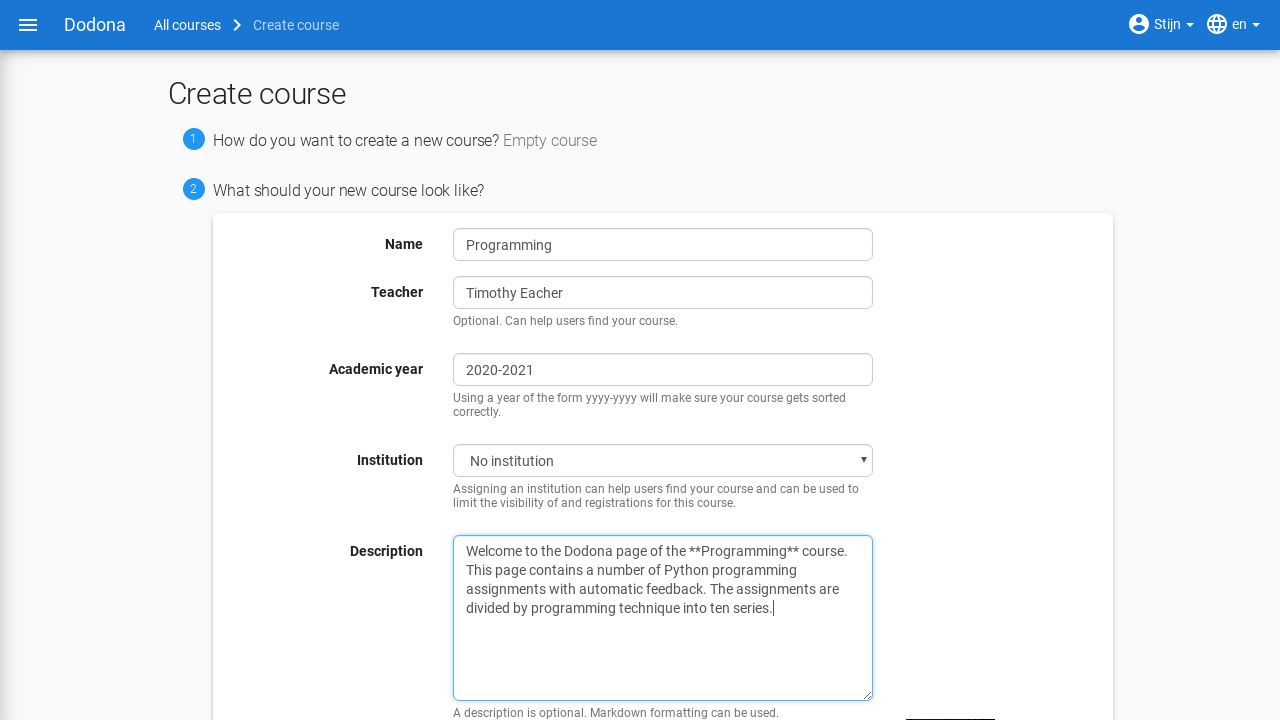 Dodona All courses Create course Stijn en
Create course
1 How do you want to create a new course? Empty course
2 What should your new course look like?
Name Programming
Teacher Timothy Eacher
Optional. Can help users find your course.
Academic year 2020-2021
Using a year of the form yyyy-yyyy will make sure your course gets sorted
correctly.
Institution No institution
Assigning an institution can help users find your course and can be used to
limit the visibility of and registrations for this course.
Description Welcome to the Dodona page of the **Programming** course.
This page contains a number of Python programming
assignments with automatic feedback. The assignments are
divided by programming technique into ten series.
A description is optional. Markdown formatting can be used.